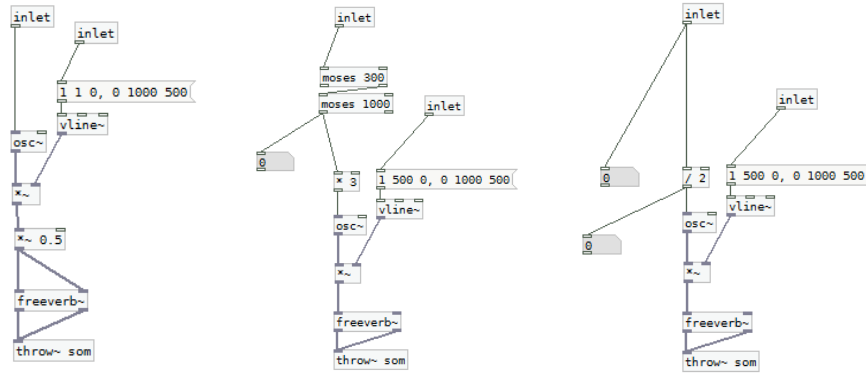 inlet
inlet
1 1 0, 0 1000 500
vline~
osc~
*~
*~ 0.5
freeverb~
throw~ som
inlet
moses 300
moses 1000
inlet
0
* 3
1 500 0, 0 1000 500
vline~
osc~
*~
freeverb~
throw~ som
inlet
inlet
0
/ 2
1 500 0, 0 1000 500
vline~
osc~
0
*~
freeverb~
throw~ som